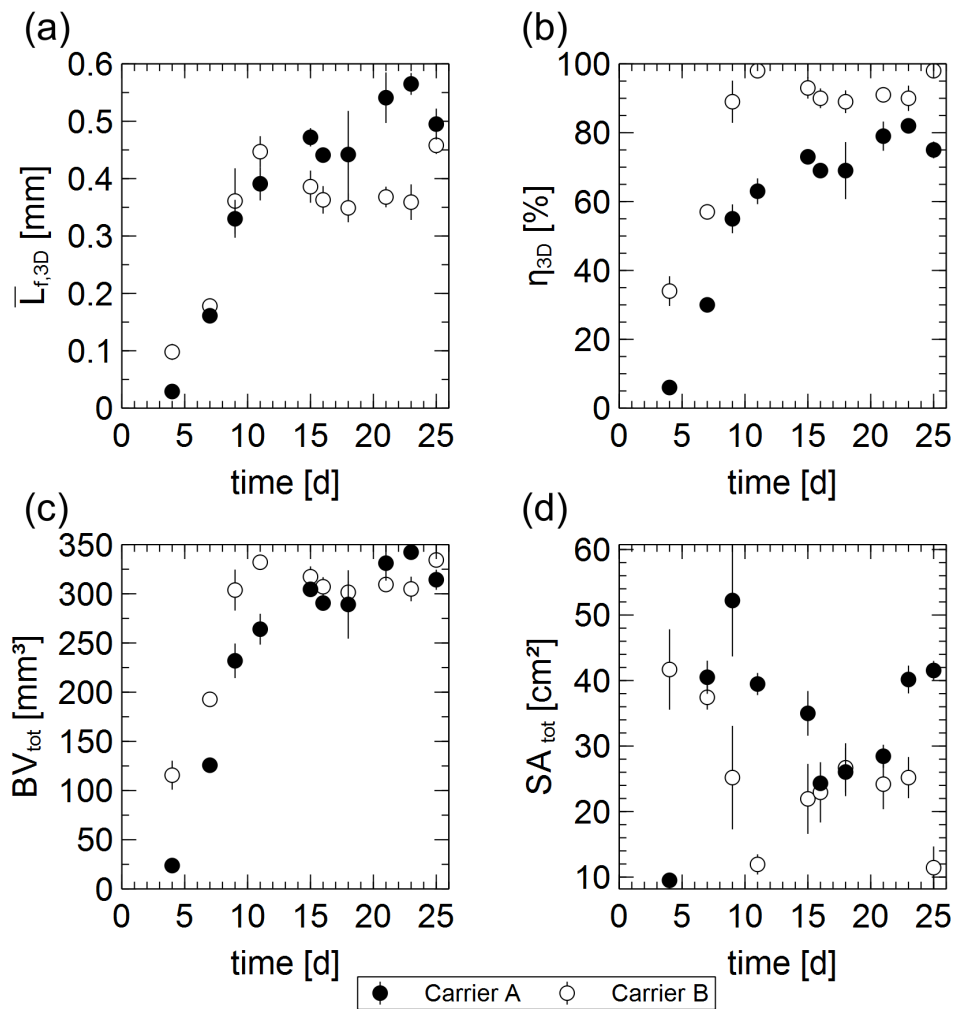 (a)
(b)
0.6
0.5
0.4
0.3
0.2
0.1
0
L̅f,3D [mm]
0 5 10 15 20 25
time [d]
100
80
60
40
20
0
η3D [%]
0 5 10 15 20 25
time [d]
(c)
(d)
350
300
250
200
150
100
50
0
BVtot [mm³]
0 5 10 15 20 25
time [d]
60
50
40
30
20
10
SA tot [cm²]
0 5 10 15 20 25
time [d]
Carrier A Carrier B